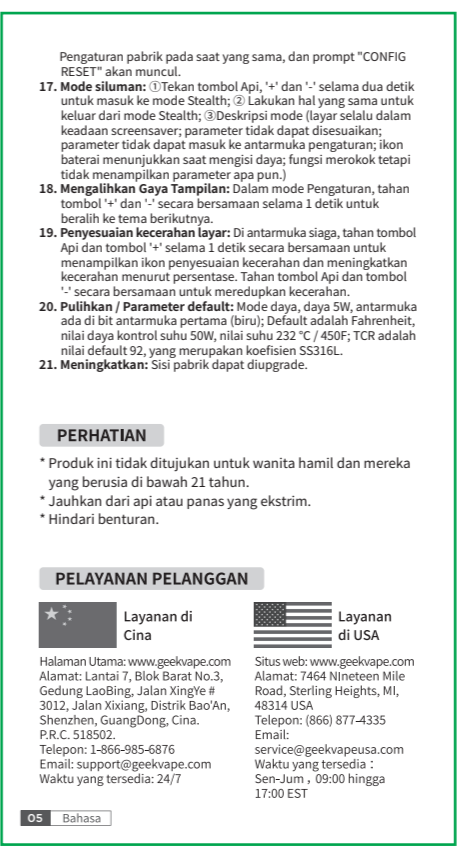 Pengaturan pabrik pada saat yang sama, dan prompt "CONFIG
RESET" akan muncul.
17. Mode siluman: ①Tekan tombol Api, '+' dan '-' selama dua detik
untuk masuk ke mode Stealth; ② Lakukan hal yang sama untuk
keluar dari mode Stealth; ③Deskripsi mode (layar selalu dalam
keadaan screensaver; parameter tidak dapat disesuaikan;
parameter tidak dapat masuk ke antarmuka pengaturan; ikon
baterai menunjukkan saat mengisi daya; fungsi merokok tetapi
tidak menampilkan parameter apa pun.)
18. Mengalihkan Gaya Tampilan: Dalam mode Pengaturan, tahan
tombol '+' dan '-' secara bersamaan selama 1 detik untuk
beralih ke tema berikutnya.
19. Penyesuaian kecerahan layar: Di antarmuka siaga, tahan tombol
Api dan tombol '+' selama 1 detik secara bersamaan untuk
menampilkan ikon penyesuaian kecerahan dan meningkatkan
kecerahan menurut persentase. Tahan tombol Api dan tombol
'-' secara bersamaan untuk meredupkan kecerahan.
20. Pulihkan / Parameter default: Mode daya, daya 5W, antarmuka
ada di bit antarmuka pertama (biru); Default adalah Fahrenheit,
nilai daya kontrol suhu 50W, nilai suhu 232 °C / 450F; TCR adalah
nilai default 92, yang merupakan koefisien SS316L.
21. Meningkatkan: Sisi pabrik dapat diupgrade.
PERHATIAN
* Produk ini tidak ditujukan untuk wanita hamil dan mereka
yang berusia di bawah 21 tahun.
* Jauhkan dari api atau panas yang ekstrim.
* Hindari benturan.
PELAYANAN PELANGGAN
Layanan di
Cina
Halaman Utama: www.geekvape.com
Alamat: Lantai 7, Blok Barat No.3,
Gedung LaoBing, Jalan XingYe #
3012, Jalan Xixiang, Distrik Bao'An,
Shenzhen, GuangDong, Cina.
P.R.C. 518502.
Telepon: 1-866-985-6876
Email: support@geekvape.com
Waktu yang tersedia: 24/7
Layanan
di USA
Situs web: www.geekvape.com
Alamat: 7464 NIneteen Mile
Road, Sterling Heights, MI,
48314 USA
Telepon: (866) 877-4335
Email:
service@geekvapeusa.com
Waktu yang tersedia：
Sen-Jum，09:00 hingga
17:00 EST
05 Bahasa